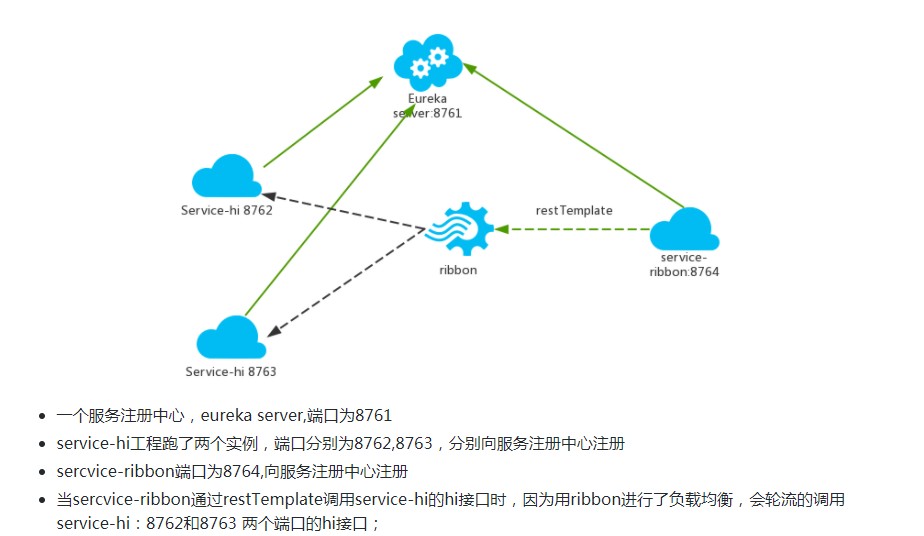 Eureka
server:8761
Service-hi 8762
restTemplate
ribbon
service-
ribbon:8764
Service-hi 8763
一个服务注册中心，eureka server,端口为8761
service-hi工程跑了两个实例，端口分别为8762,8763，分别向服务注册中心注册
sercvice-ribbon端口为8764,向服务注册中心注册
当sercvice-ribbon通过restTemplate调用service-hi的hi接口时，因为用ribbon进行了负载均衡，会轮流的调用
service-hi：8762和8763 两个端口的hi接口；